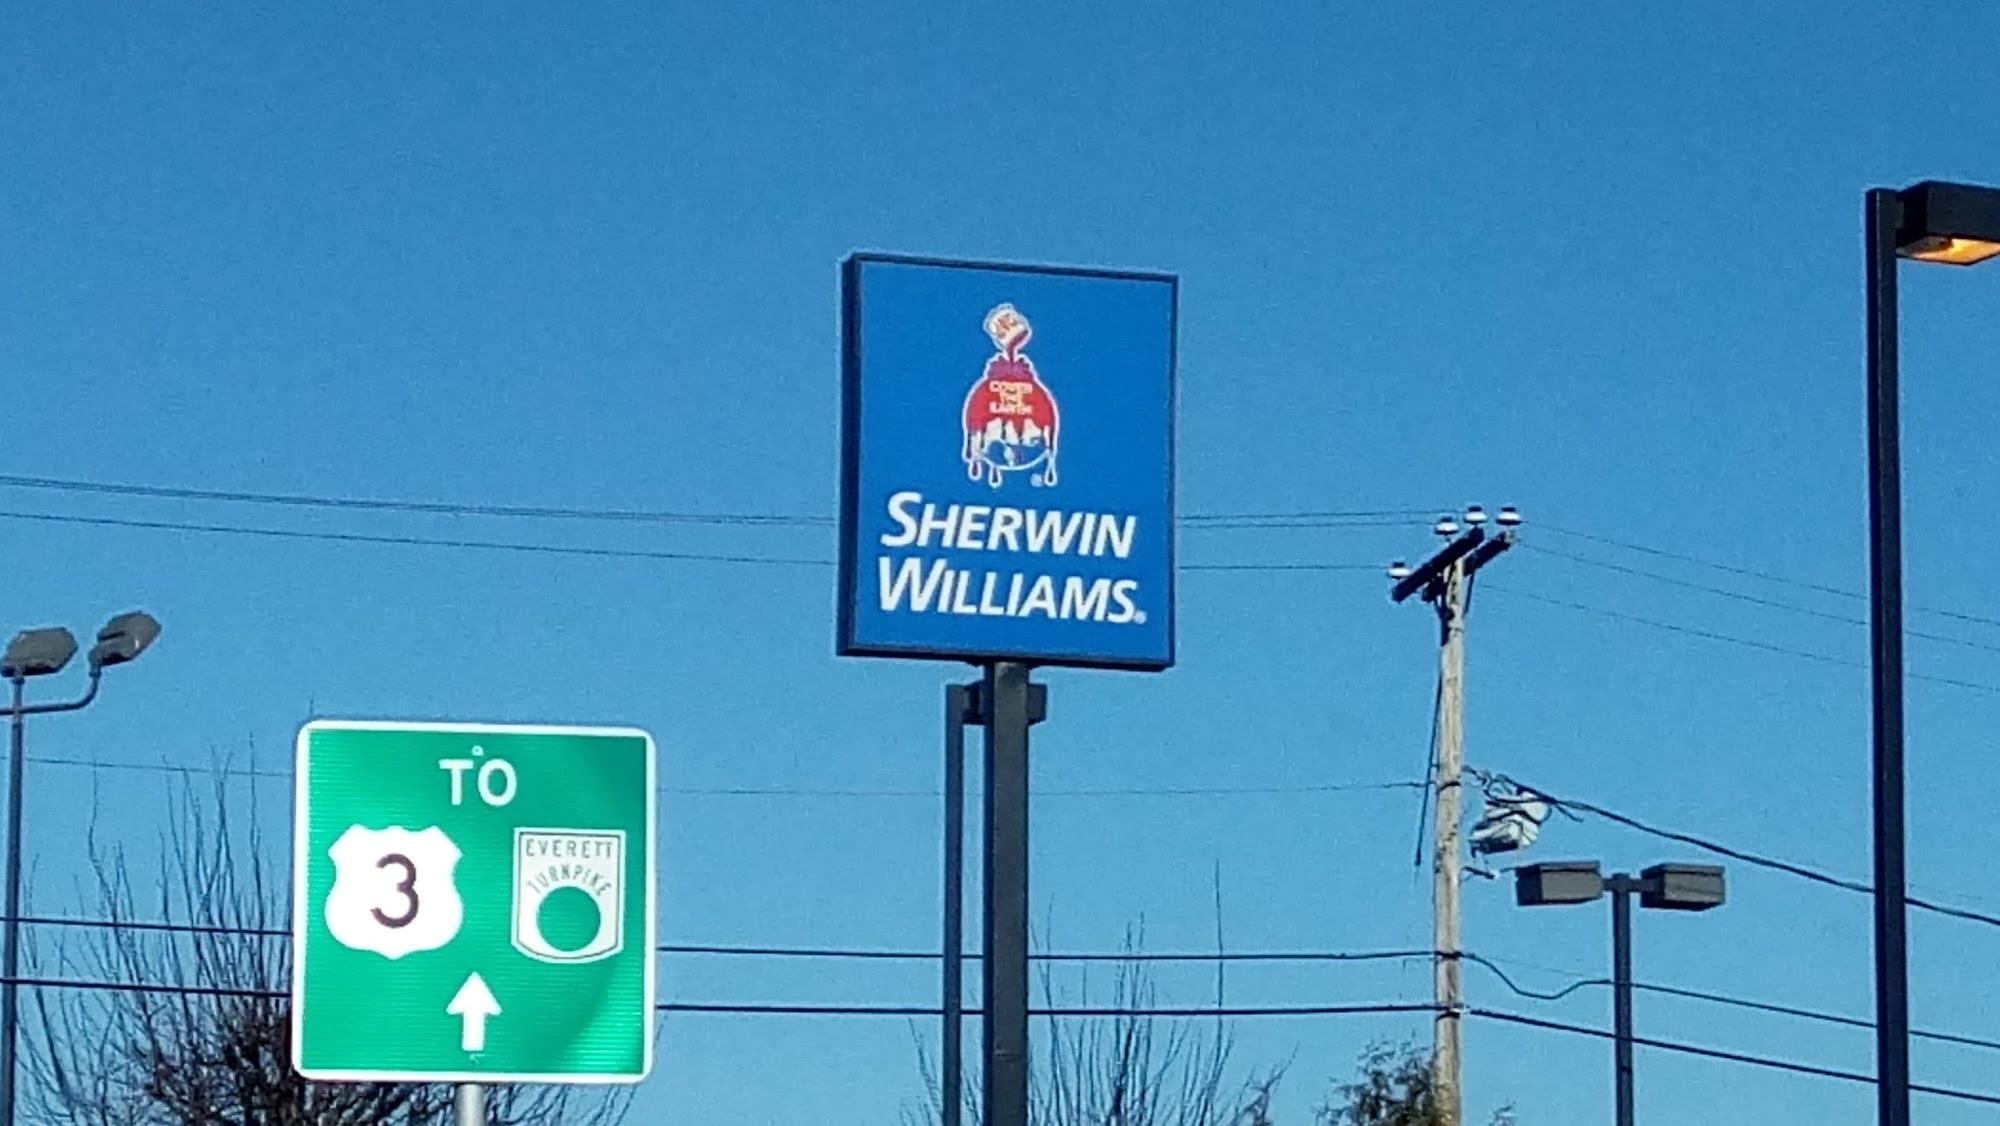 COVER
THE
EARTH
SHERWIN
WILLIAMS®
TO
3
EVERETT
TURNPIKE